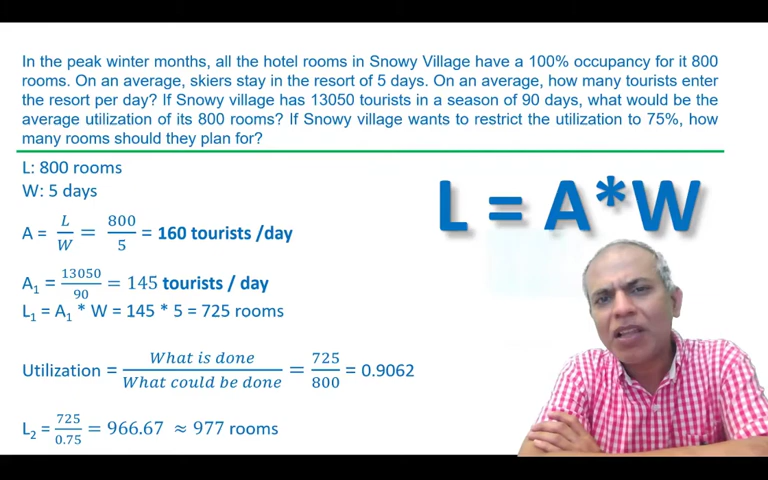 In the peak winter months, all the hotel rooms in Snowy Village have a 100% occupancy for it 800
rooms. On an average, skiers stay in the resort of 5 days. On an average, how many tourists enter
the resort per day? If Snowy village has 13050 tourists in a season of 90 days, what would be the
average utilization of its 800 rooms? If Snowy village wants to restrict the utilization to 75%, how
many rooms should they plan for?
L: 800 rooms
W: 5 days
L = A*W
A = L/W = 800/5 = 160 tourists /day
A₁ = 13050/90 = 145 tourists / day
L₁ = A₁ * W = 145 * 5 = 725 rooms
Utilization = What is done/What could be done = 725/800 = 0.9062
L₂ = 725/0.75 = 966.67 ≈ 977 rooms